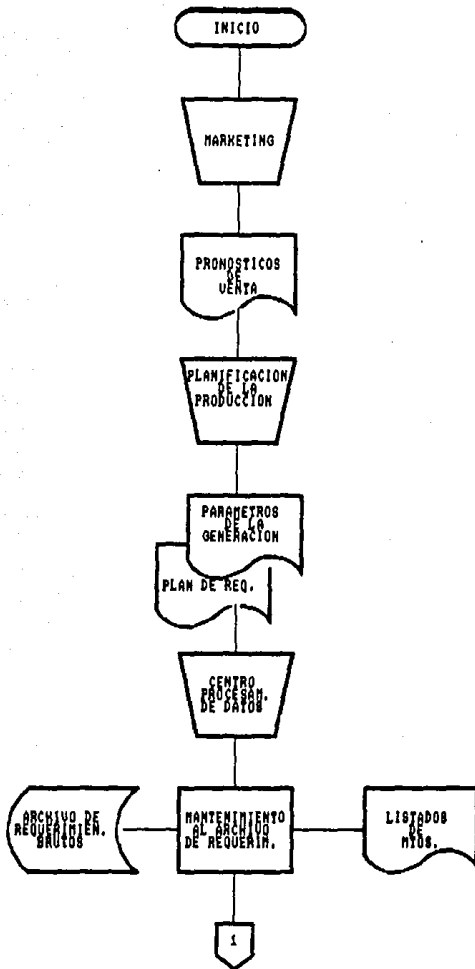 INICIO
MARKETING
PRONOSTICOS
DE
VENTA
PLANIFICACION
DE LA
PRODUCCION
PARAMETROS
DE LA
GENERACION
PLAN DE REQ.
CENTRO
PROCESAM.
DE DATOS
ARCHIVO DE
REQUERIMIEN.
BRUTOS
MANTENIMIENTO
AL ARCHIVO
DE REQUERIM.
LISTADOS
DE
MTOS.
1